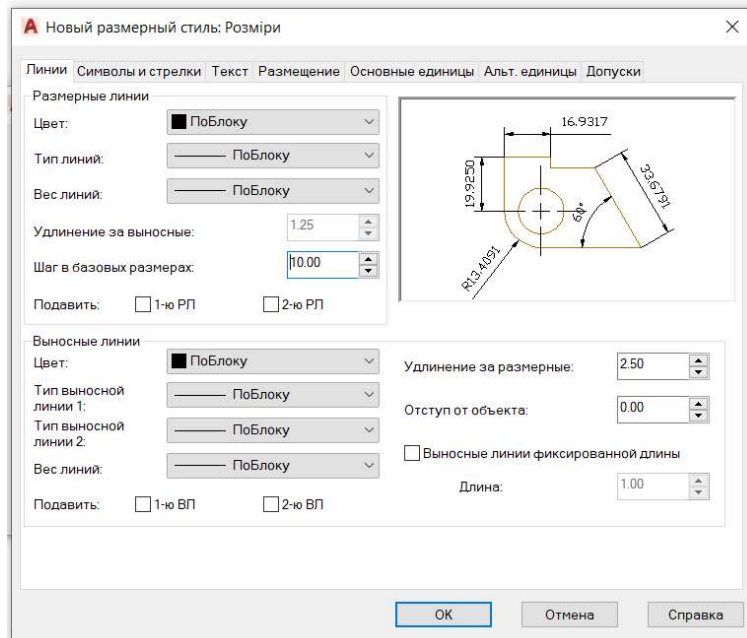 Новый размерный стиль: Розміри
Линии Символы и стрелки Текст Размещение Основные единицы Альт. единицы Допуски
Размерные линии
Цвет: ПоБлоку
Тип линий: ПоБлоку
Вес линий: ПоБлоку
Удлинение за выносные: 1.25
Шаг в базовых размерах: 10.00
Подавить: 1-ю РЛ 2-ю РЛ
16.9317
19.9250
33.6791
60°
R13.4091
Выносные линии
Цвет: ПоБлоку
Тип выносной линии 1: ПоБлоку
Тип выносной линии 2: ПоБлоку
Вес линий: ПоБлоку
Подавить: 1-ю ВЛ 2-ю ВЛ
Удлинение за размерные: 2.50
Отступ от объекта: 0.00
Выносные линии фиксированной длины
Длина: 1.00
OK Отмена Справка